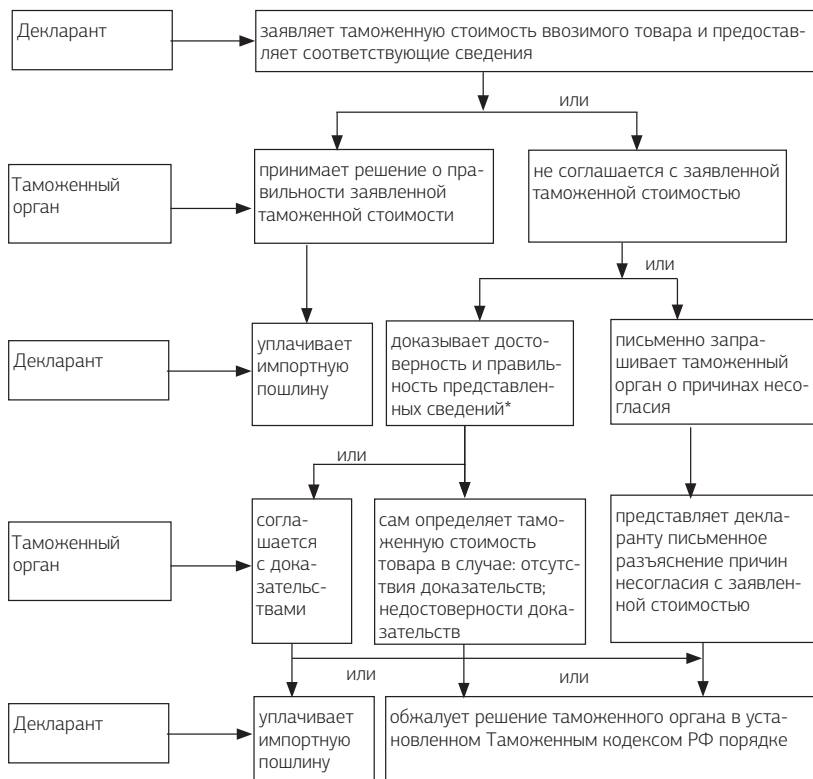 Декларант
заявляет таможенную стоимость ввозимого товара и предостав-
ляет соответствующие сведения
или
Таможенный
орган
принимает решение о пра-
вильности заявленной
таможенной стоимости
не соглашается с заявленной
таможенной стоимостью
или
Декларант
уплачивает
импортную
пошлину
доказывает досто-
верность и правиль-
ность представлен-
ных сведений*
письменно запра-
шивает таможенный
орган о причинах несо-
гласия
или
Таможенный
орган
согла-
шается
с дока-
зательс-
твами
сам определяет тамо-
женную стоимость
товара в случае: отсутс-
твия доказательств;
недостоверности дока-
зательств
представляет декла-
ранту письменное
разъяснение причин
несогласия с заявлен-
ной стоимостью
или
или
Декларант
уплачивает
импортную
пошлину
обжалует решение таможенного органа в уста-
новленном Таможенным кодексом РФ порядке